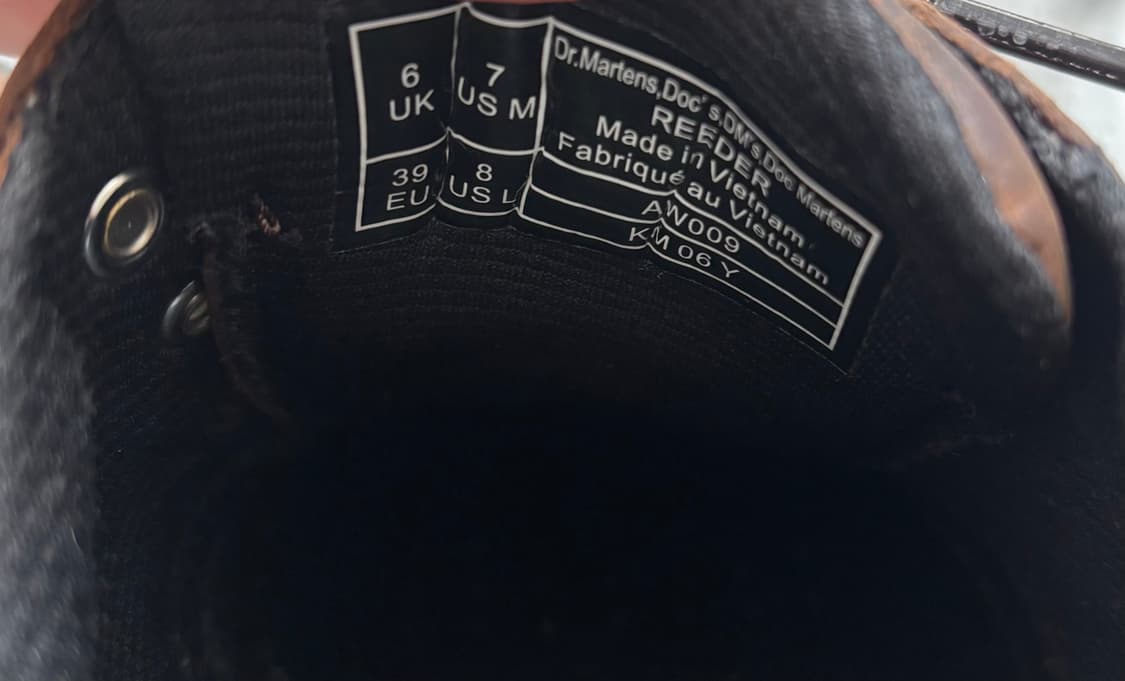 6
UK
7
US M
39
EU
8
US L
Dr.Martens,Doc's.DM's.Doc Martens
REEDER
Made in Vietnam
Fabriqué au Vietnam
AW009
KM 06 Y